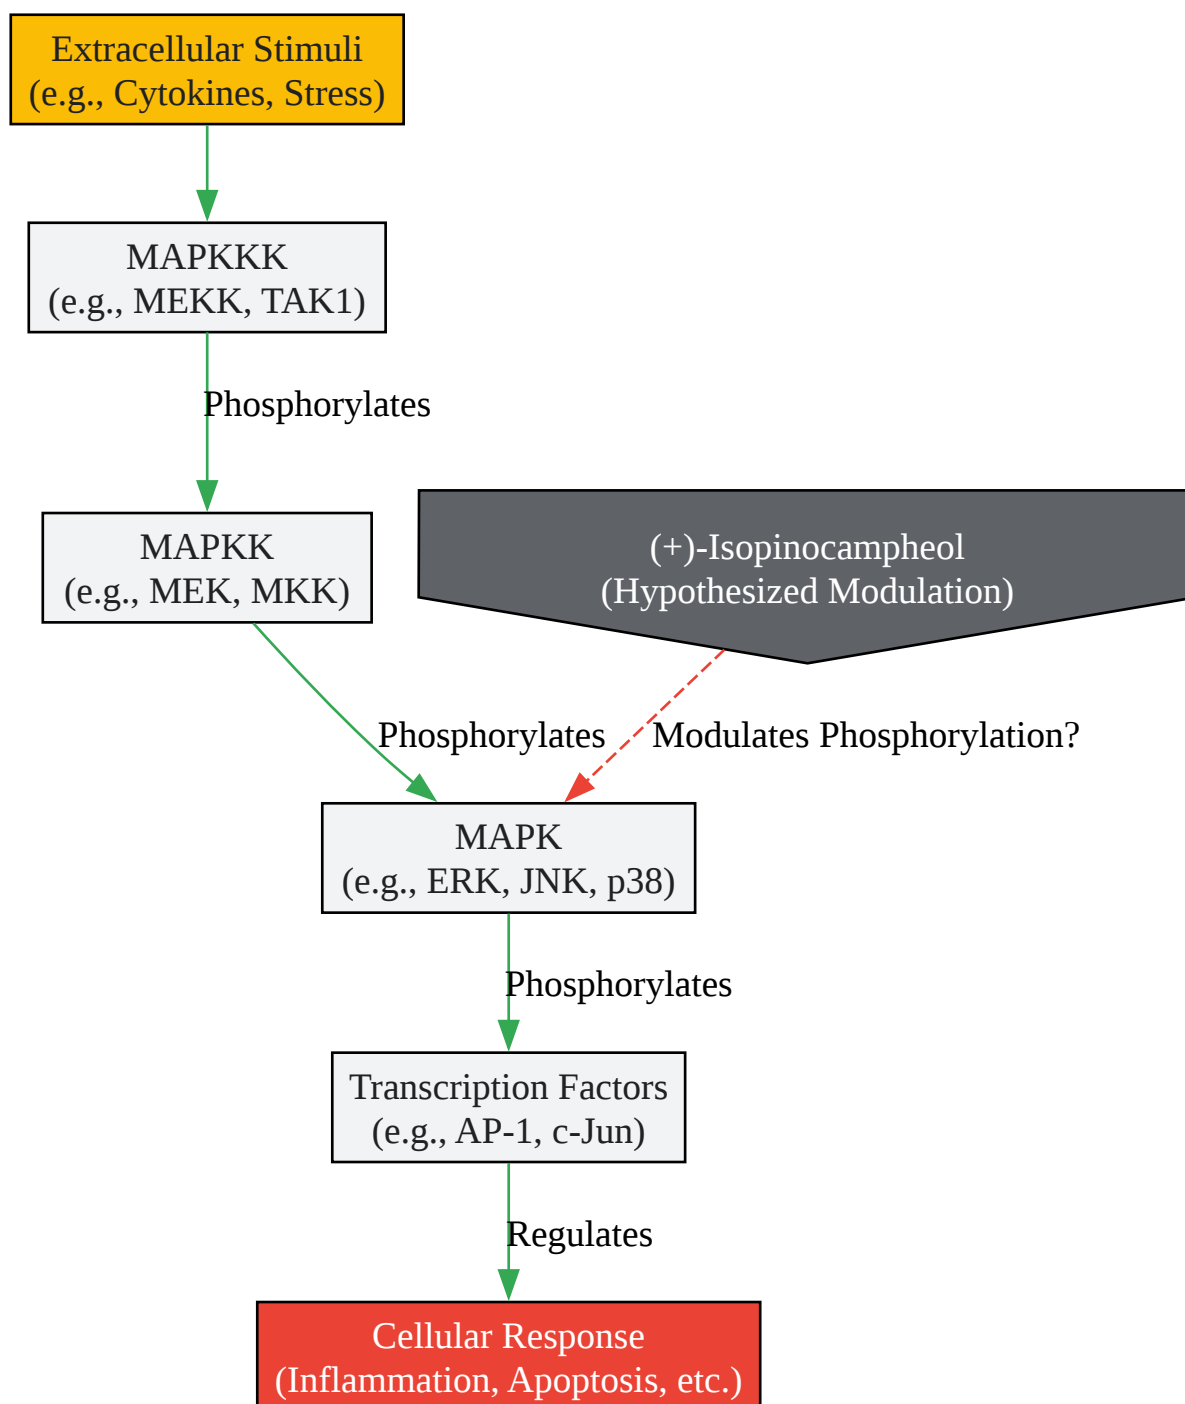 Extracellular Stimuli
(e.g., Cytokines, Stress)
MAPKKK
(e.g., MEKK, TAK1)
Phosphorylates
MAPKK
(e.g., MEK, MKK)
(+)-Isopinocampheol
(Hypothesized Modulation)
Phosphorylates
Modulates Phosphorylation?
MAPK
(e.g., ERK, JNK, p38)
Phosphorylates
Transcription Factors
(e.g., AP-1, c-Jun)
Regulates
Cellular Response
(Inflammation, Apoptosis, etc.)